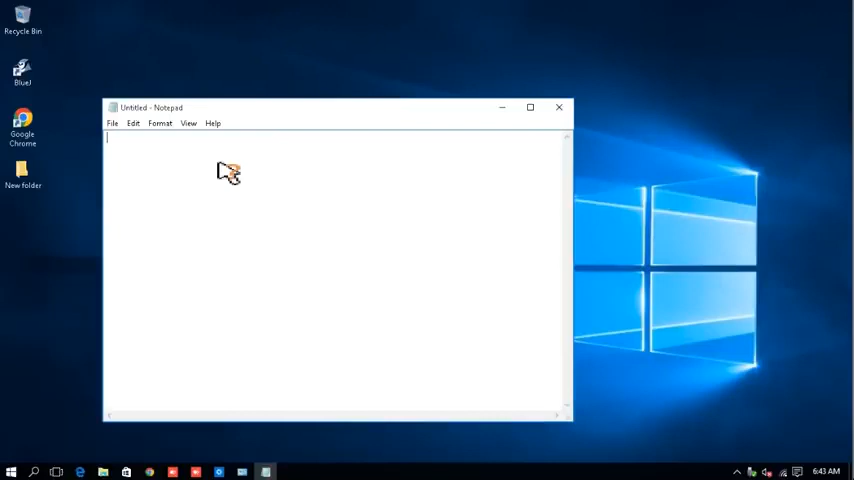 Recycle Bin
BlueJ
Google
Chrome
New folder
Untitled - Notepad
File Edit Format View Help
6:43 AM